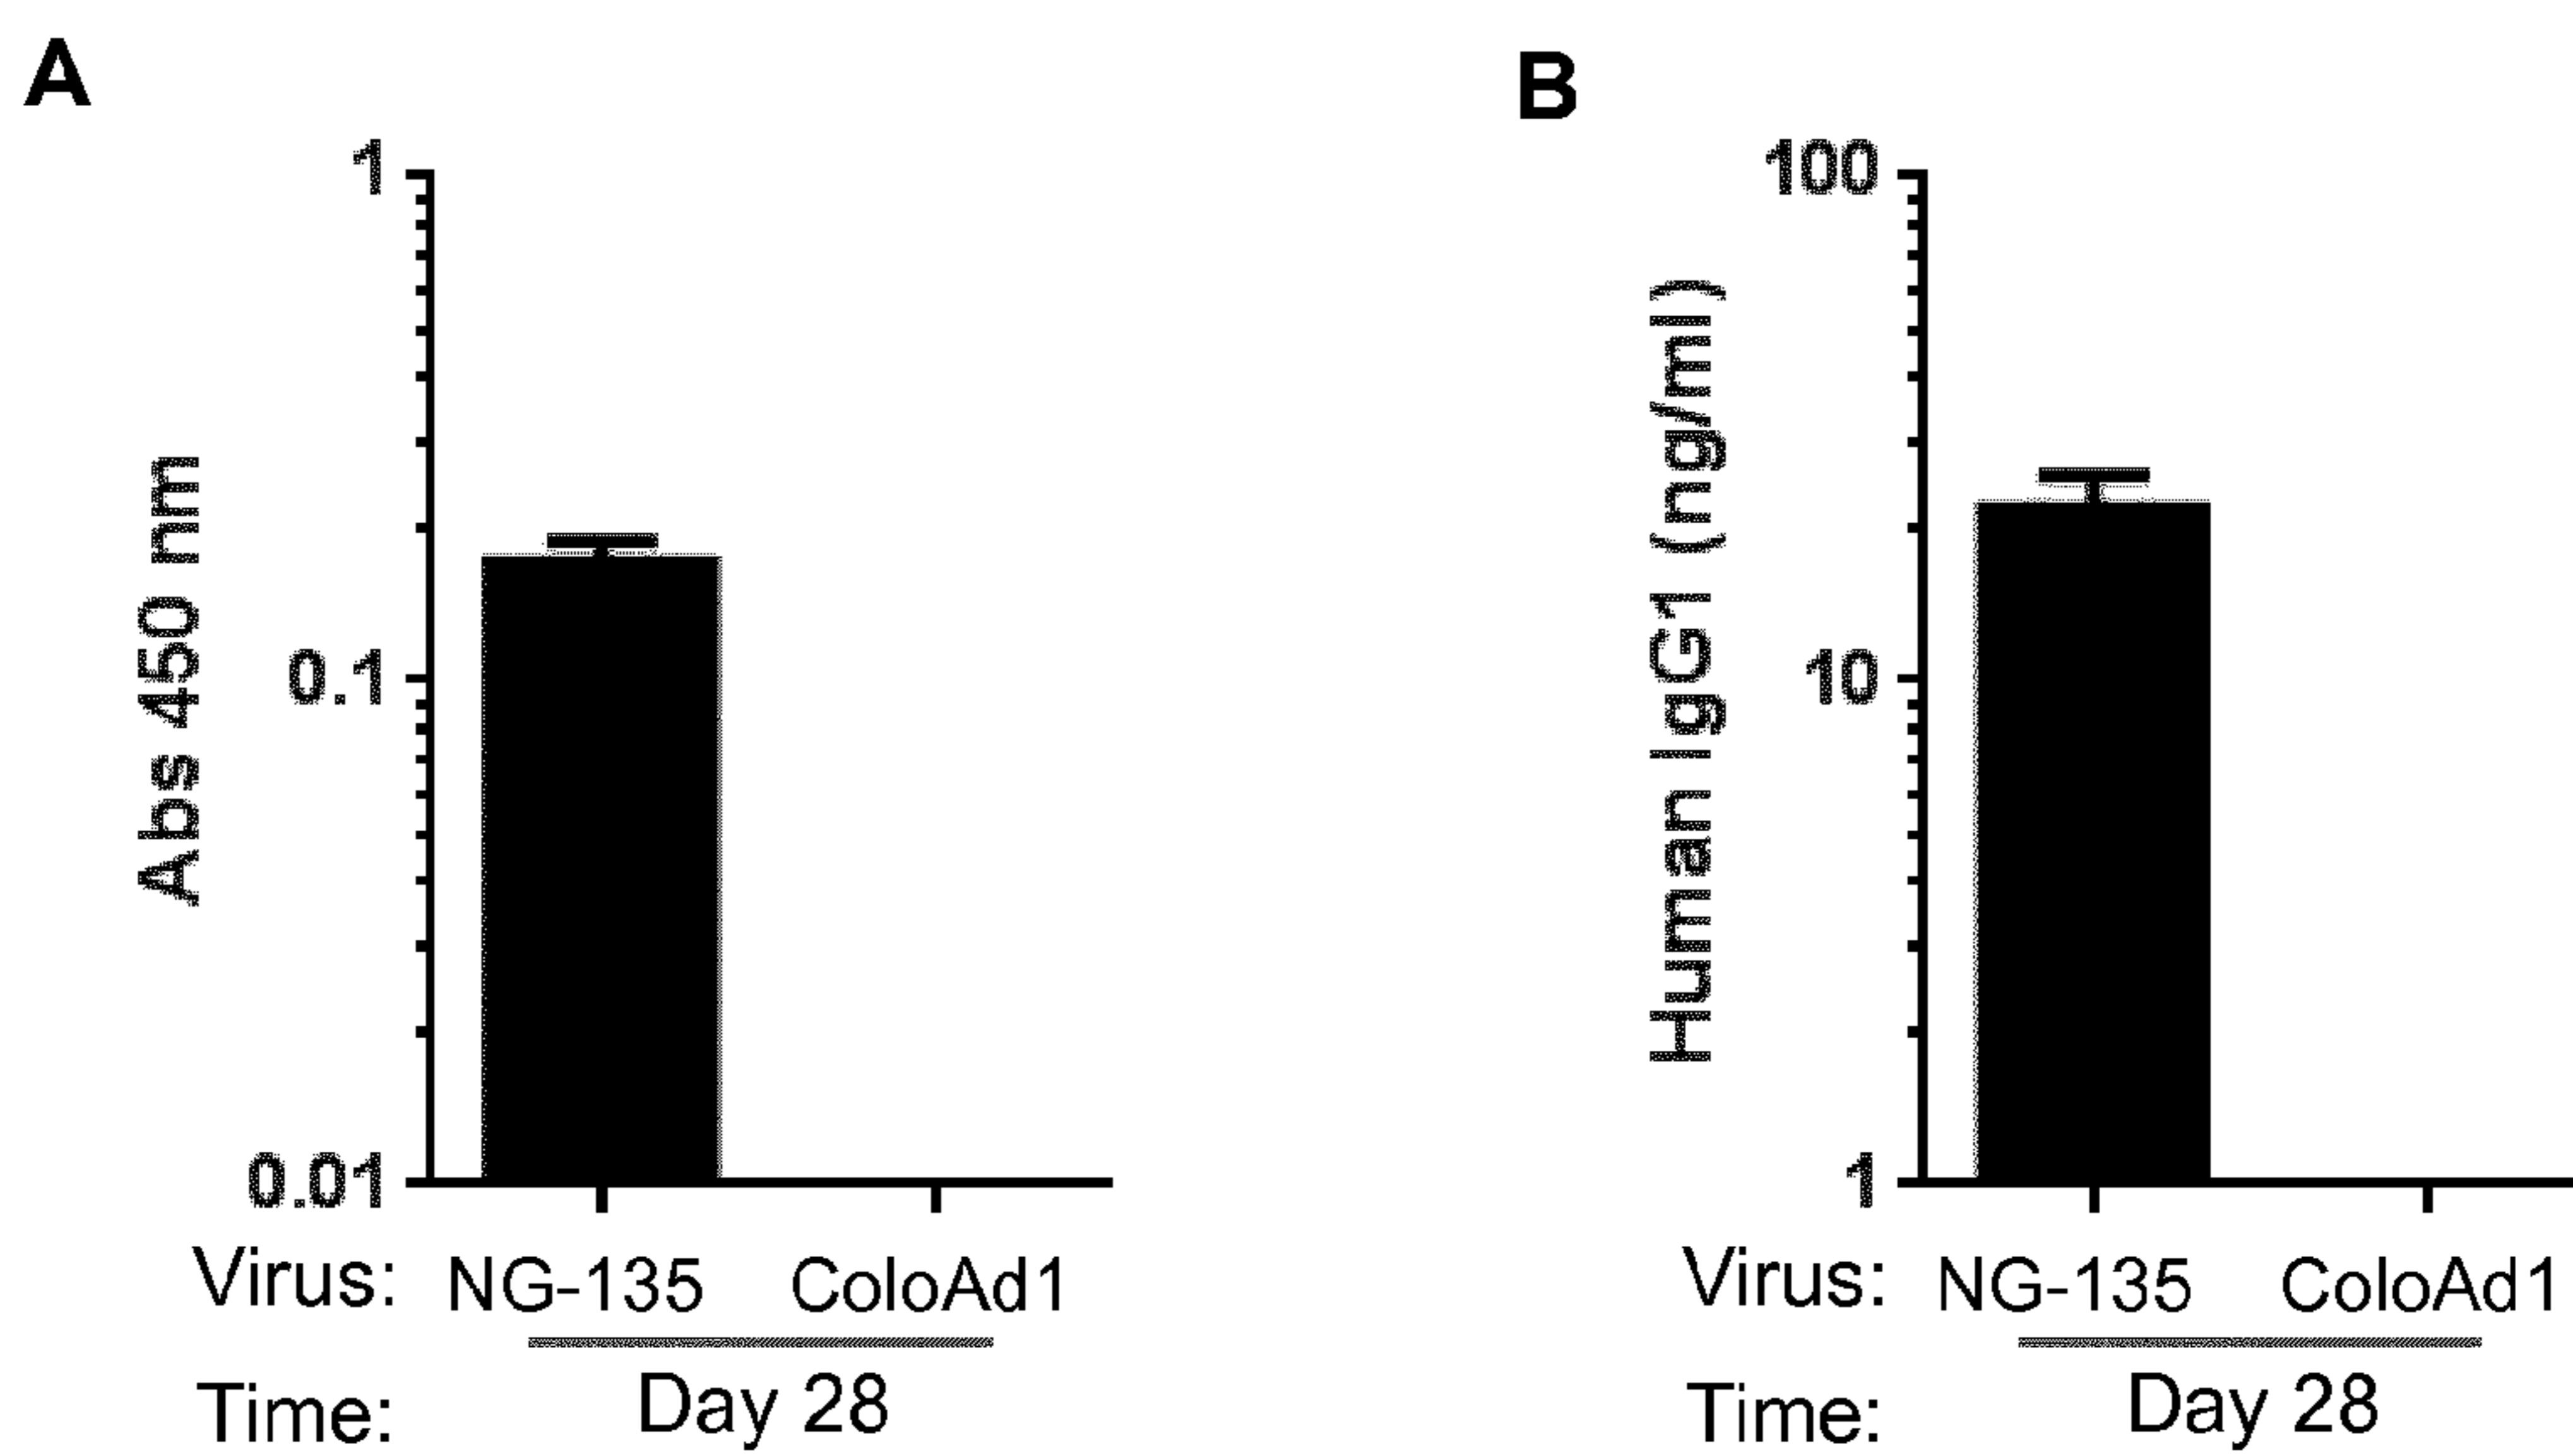 A
1
0.1
0.01
Abs 450 nm
Virus: NG-135 ColoAd1
Time: Day 28
B
100
10
1
Human IgG1 (ng/ml)
Virus: NG-135 ColoAd1
Time: Day 28